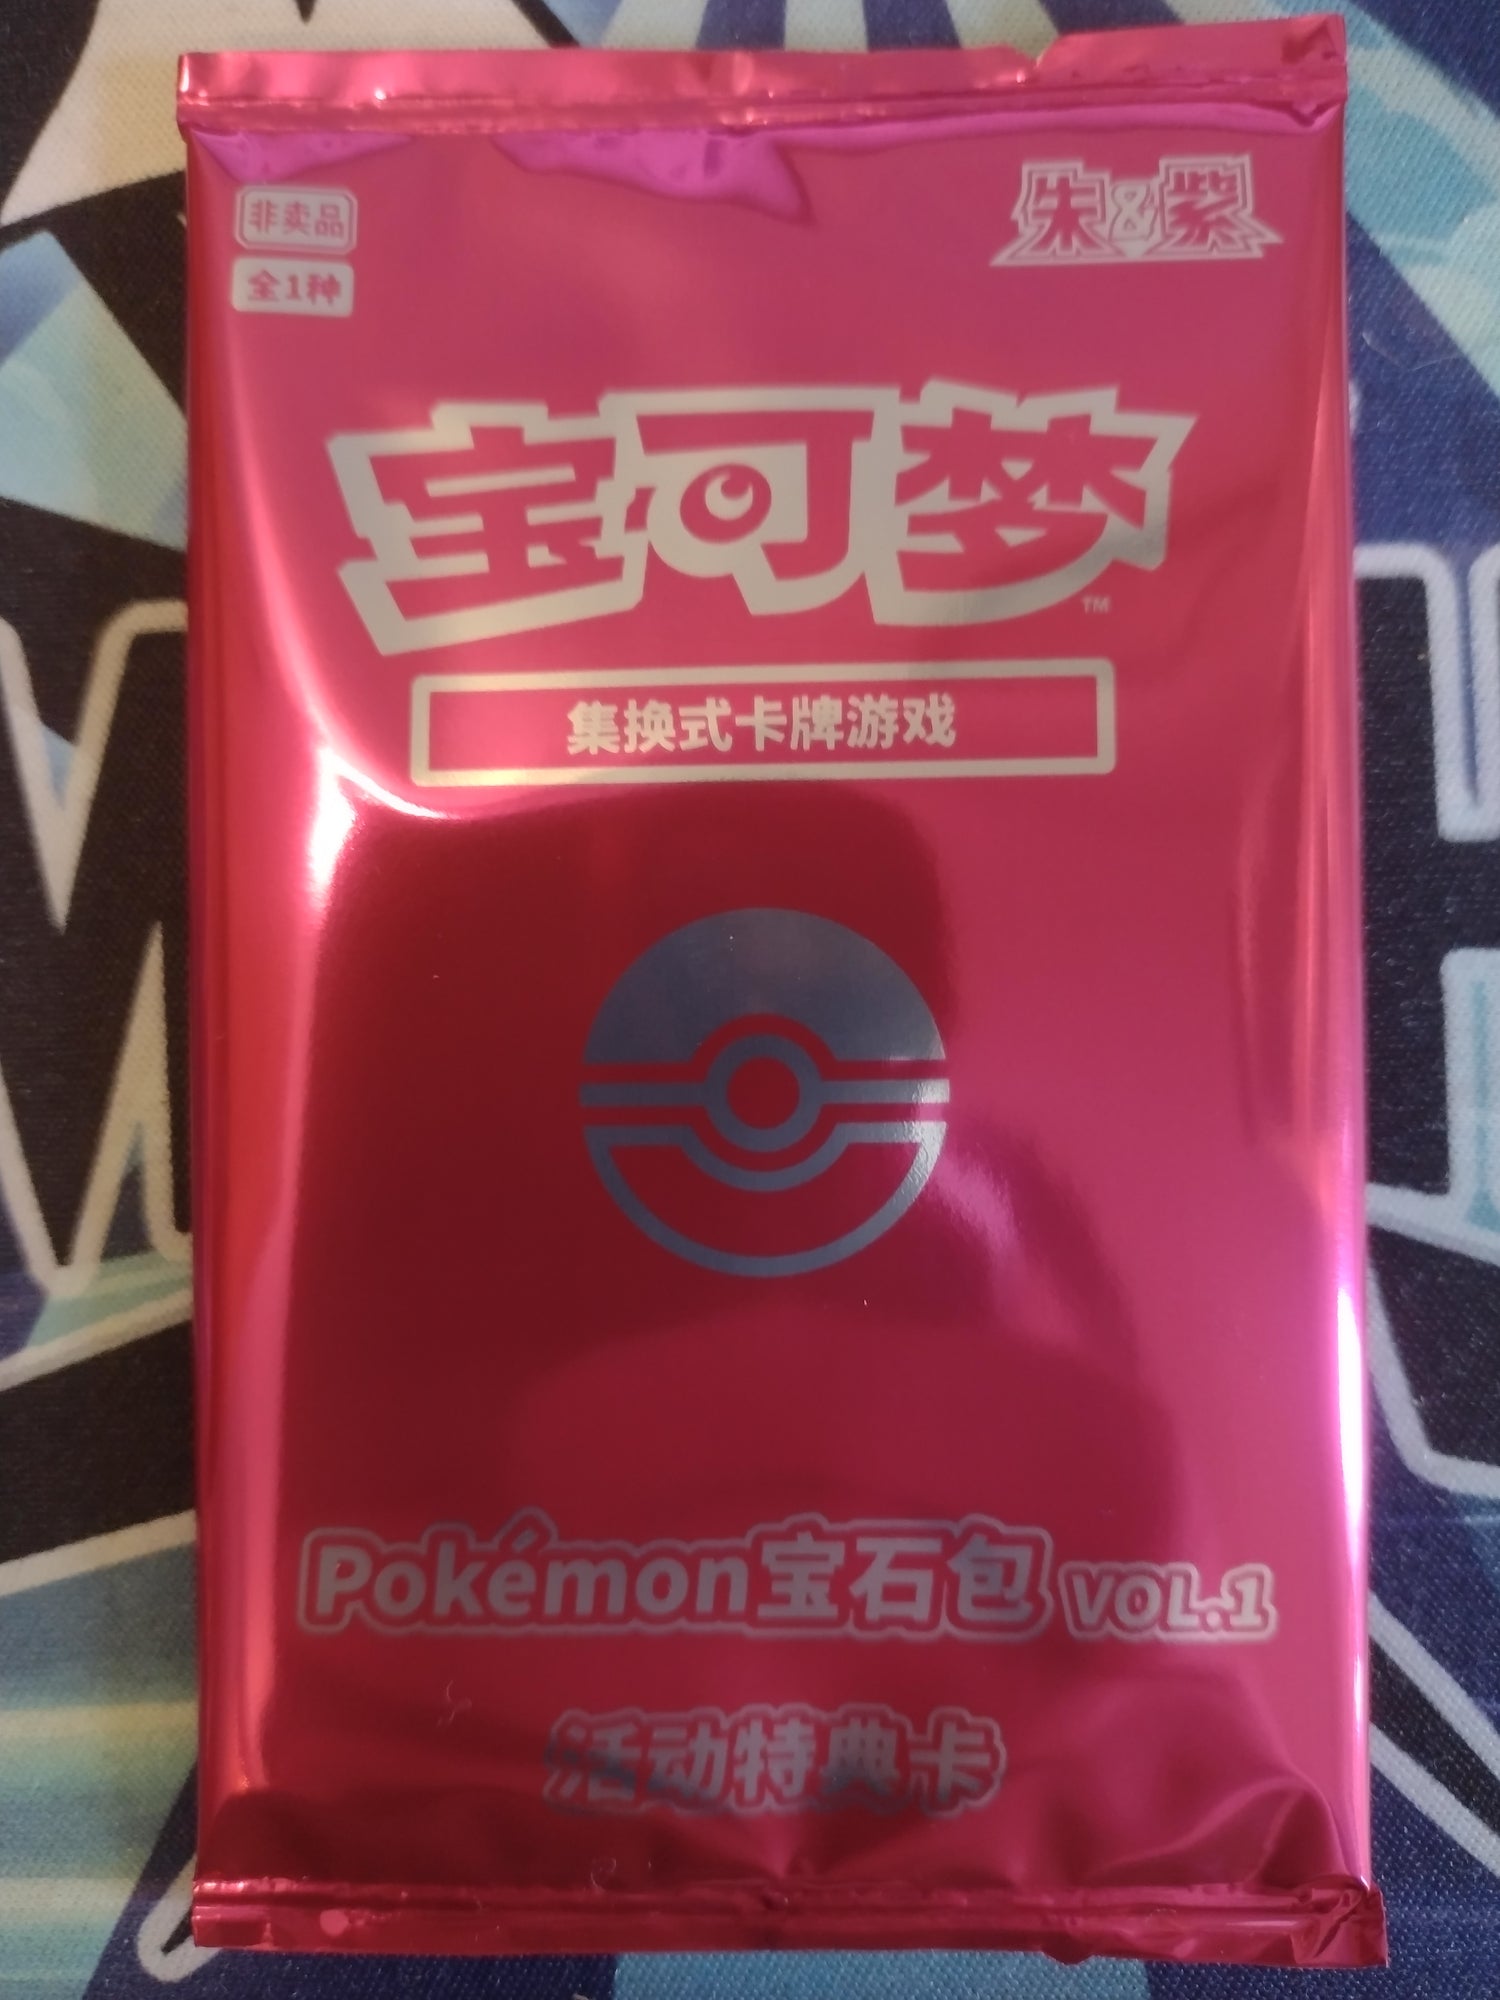 非卖品
全1种
朱&紫
宝可梦
TM
集换式卡牌游戏
Pokémon宝石包 VOL.1
活动特典卡